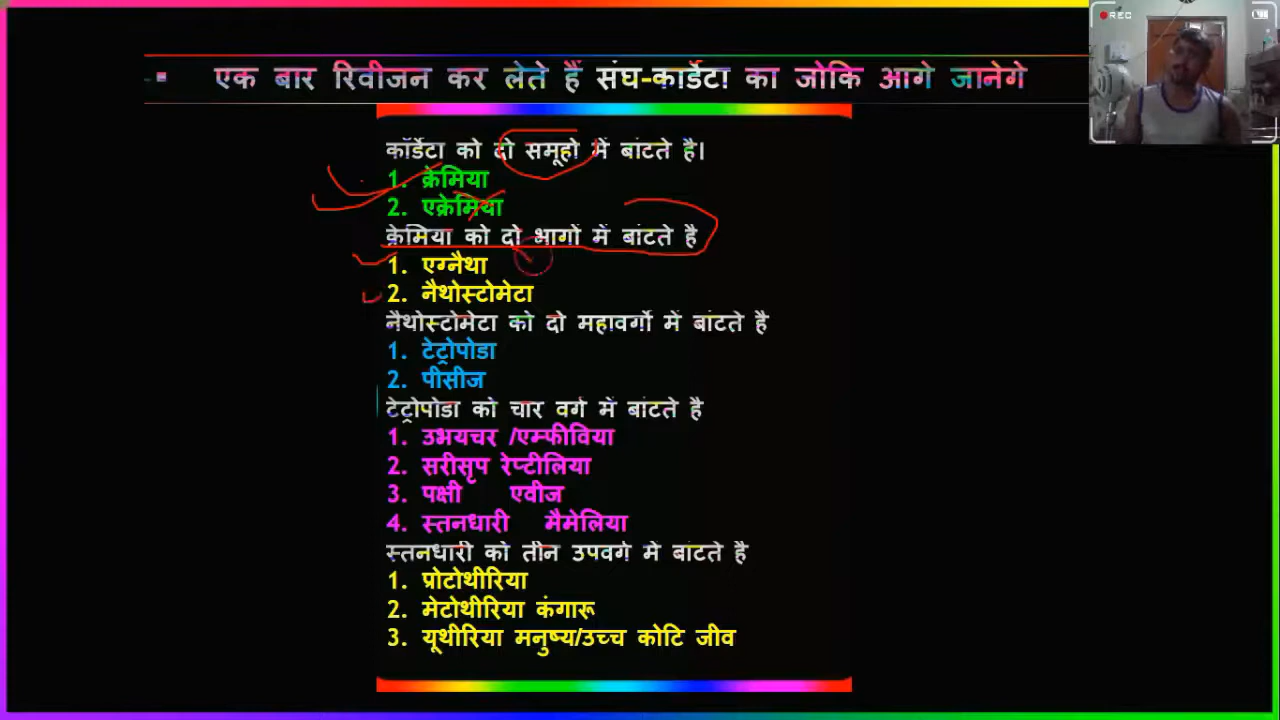 REC
▪ एक बार रिवीजन कर लेते हैं संघ-कार्डेटा का जोकि आगे जानेगे
कॉर्डेटा को दो समूहो में बांटते है।
1. क्रेमिया
2. एक्रेमिया
क्रेमिया को दो भागों में बांटते है
1. एग्नैथा
2. नैथोस्टोमेटा
नैथोस्टोमेटा को दो महावर्गो में बांटते है
1. टेट्रोपोडा
2. पीसीज
टेट्रोपोडा को चार वर्ग में बांटते है
1. उभयचर /एम्फीविया
2. सरीसृप रेप्टीलिया
3. पक्षी एवीज
4. स्तनधारी मैमेलिया
स्तनधारी को तीन उपवर्ग मे बांटते है
1. प्रोटोथीरिया
2. मेटोथीरिया कंगारू
3. यूथीरिया मनुष्य/उच्च कोटि जीव